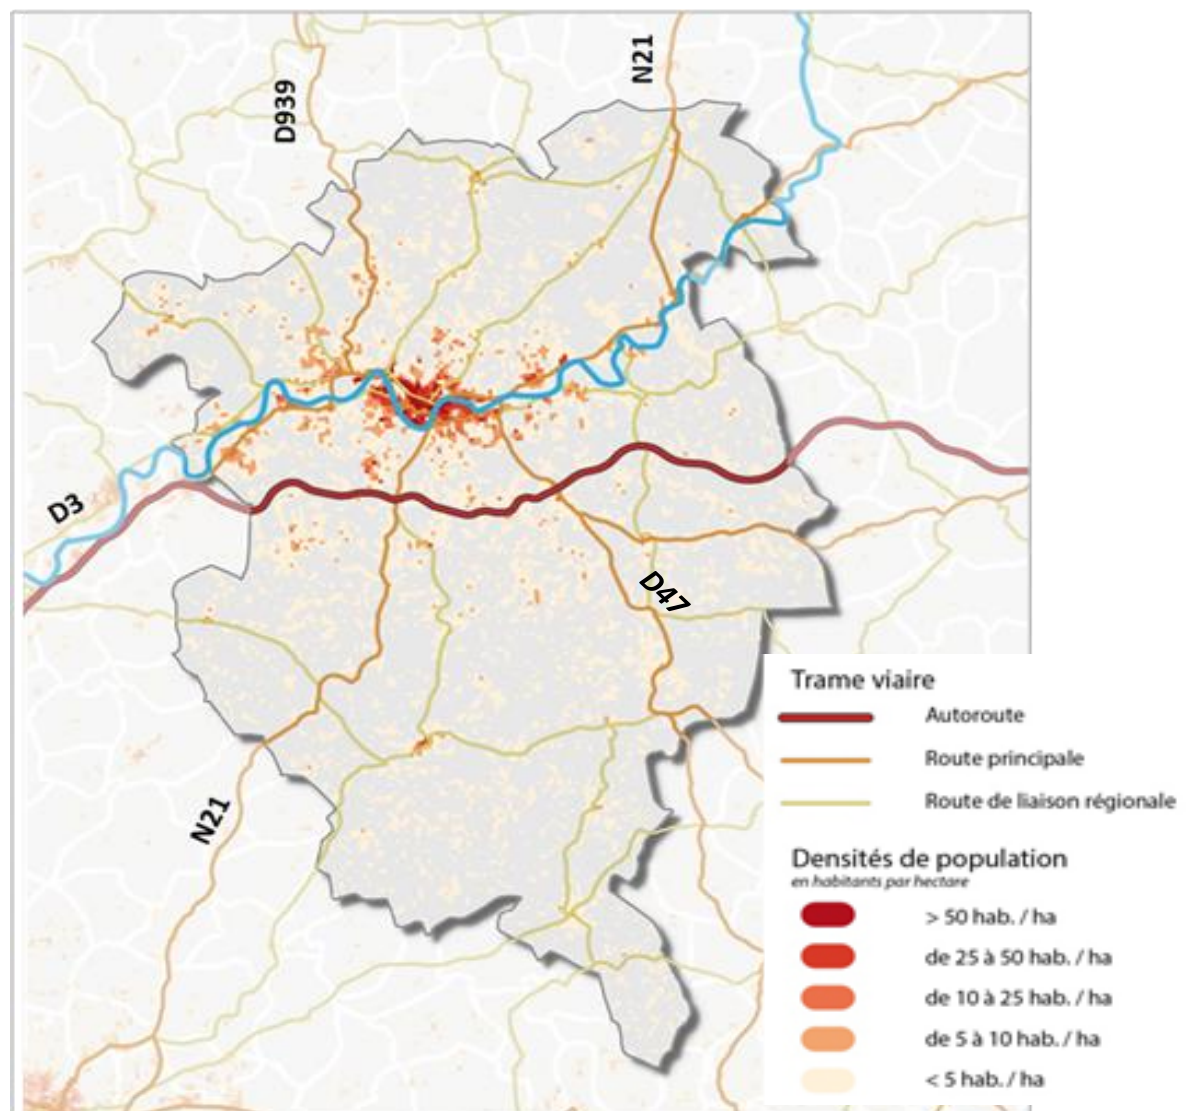 N21
D939
D3
D47
N21
Trame viaire
Autoroute
Route principale
Route de liaison régionale
Densités de population
en habitants par hectare
> 50 hab. / ha
de 25 à 50 hab. / ha
de 10 à 25 hab. / ha
de 5 à 10 hab. / ha
< 5 hab. / ha